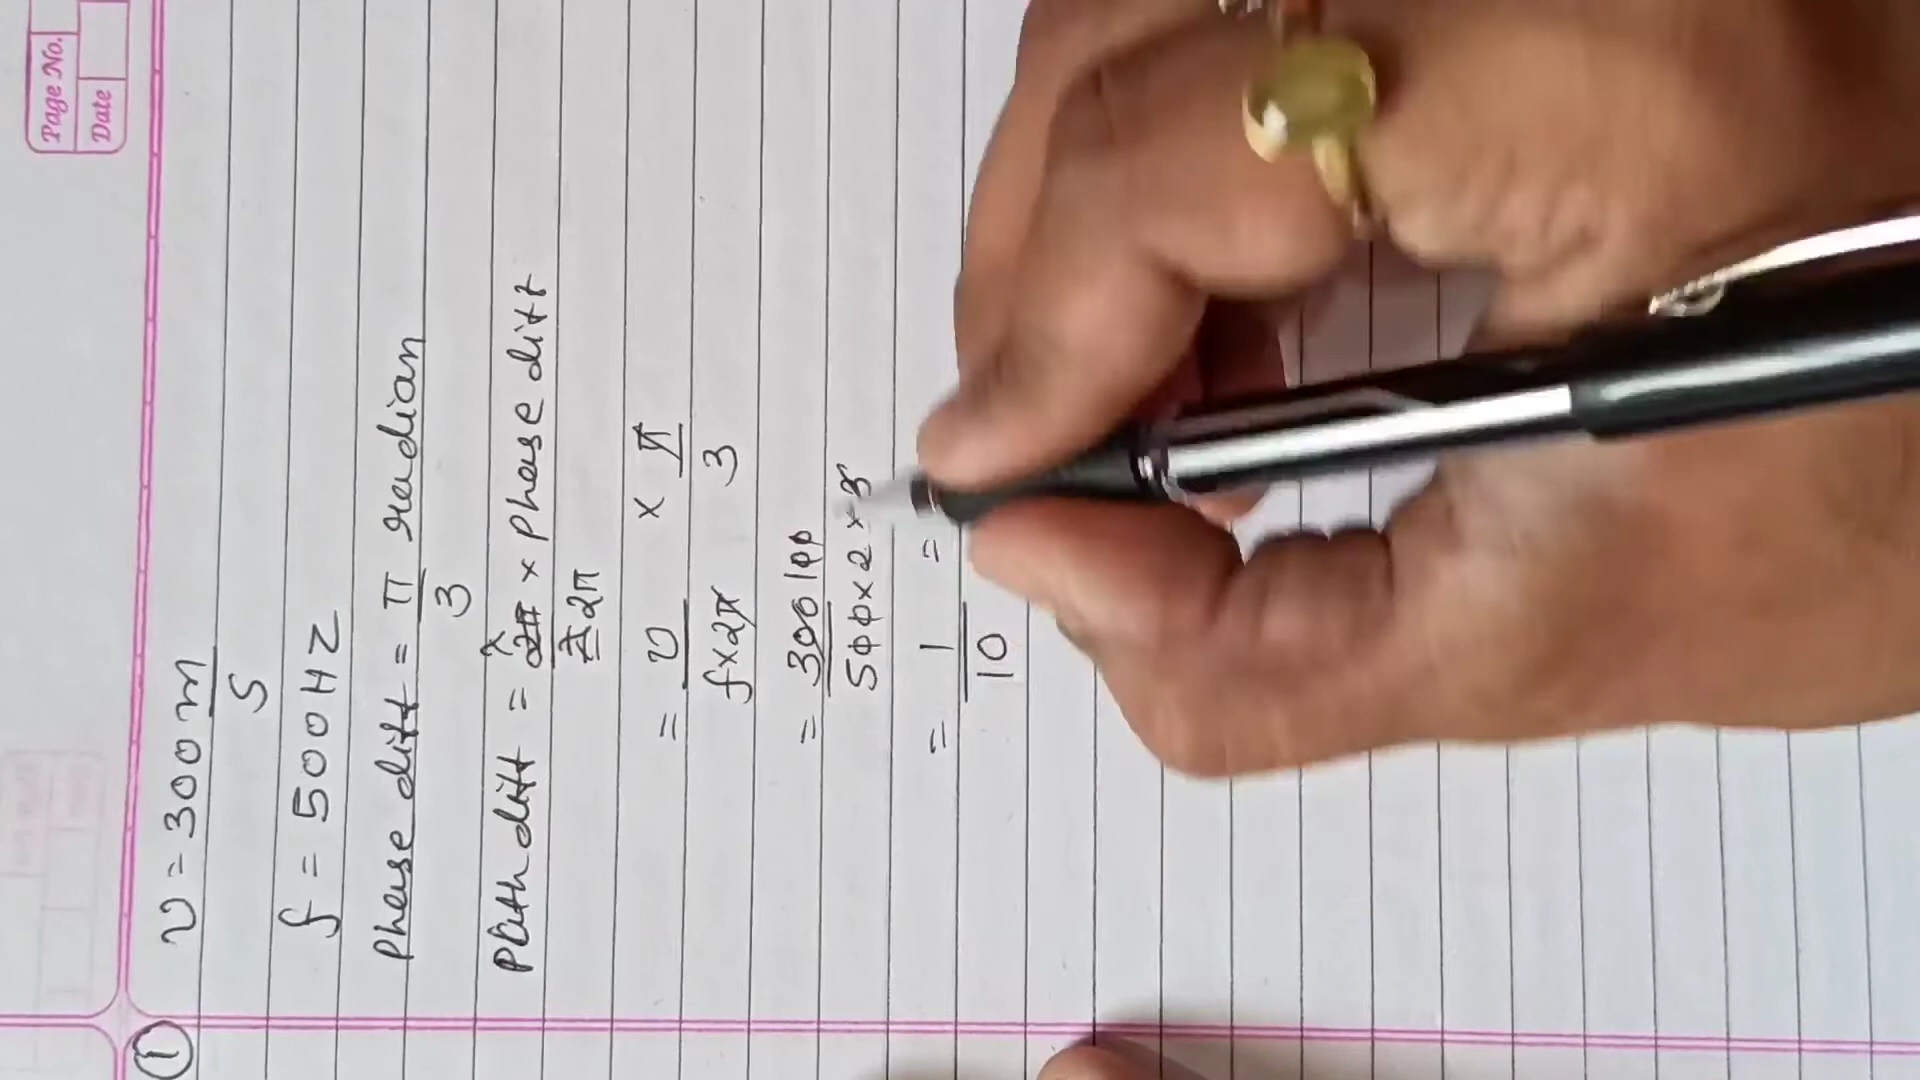 Page No.
Date
① v = 300 m
s
f = 500 Hz
Phase diff = π radian
3
Path diff = λ x Phase diff
2π
= v x π
f x 2π 3
= 300 100
500 x 2 x 3
= 1 =
10